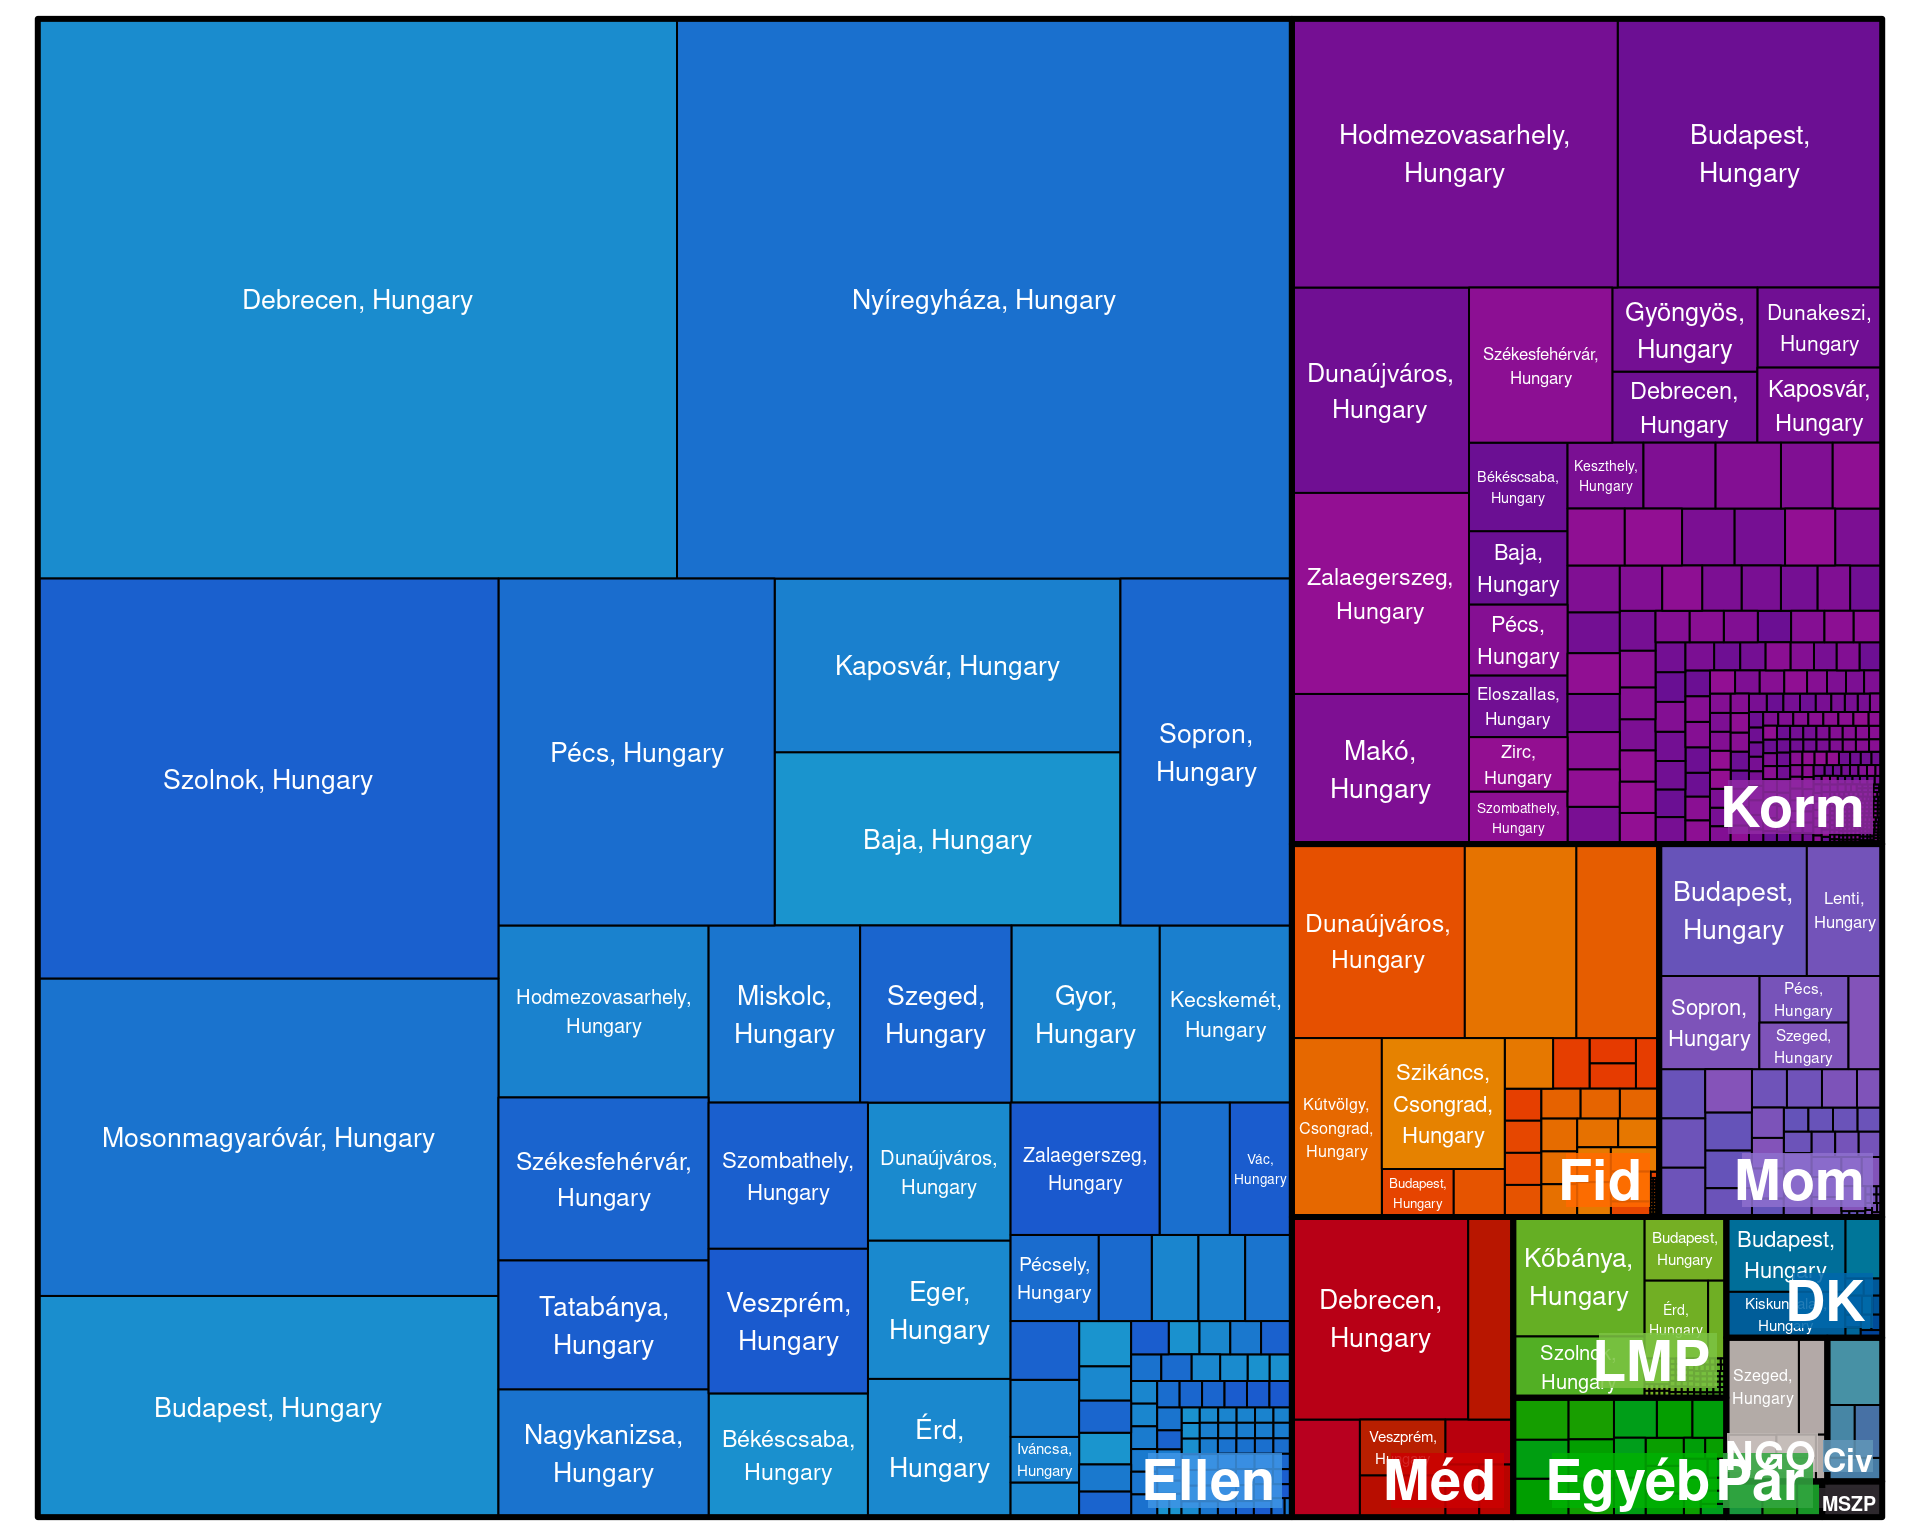 Debrecen, Hungary
Nyíregyháza, Hungary
Szolnok, Hungary
Pécs, Hungary
Kaposvár, Hungary
Baja, Hungary
Sopron,
Hungary
Mosonmagyaróvár, Hungary
Budapest, Hungary
Hodmezovasarhely,
Hungary
Miskolc,
Hungary
Szeged,
Hungary
Gyor,
Hungary
Kecskemét,
Hungary
Székesfehérvár,
Hungary
Szombathely,
Hungary
Dunaújváros,
Hungary
Zalaegerszeg,
Hungary
Vác,
Hungary
Tatabánya,
Hungary
Veszprém,
Hungary
Eger,
Hungary
Pécsely,
Hungary
Nagykanizsa,
Hungary
Békéscsaba,
Hungary
Érd,
Hungary
Iváncsa,
Hungary
Ellen
Hodmezovasarhely,
Hungary
Budapest,
Hungary
Dunaújváros,
Hungary
Székesfehérvár,
Hungary
Gyöngyös,
Hungary
Dunakeszi,
Hungary
Debrecen,
Hungary
Kaposvár,
Hungary
Békéscsaba,
Hungary
Keszthely,
Hungary
Zalaegerszeg,
Hungary
Baja,
Hungary
Pécs,
Hungary
Eloszallas,
Hungary
Makó,
Hungary
Zirc,
Hungary
Szombathely,
Hungary
Korm
Dunaújváros,
Hungary
Kútvölgy,
Csongrad,
Hungary
Szikáncs,
Csongrad,
Hungary
Budapest,
Hungary
Fid
Budapest,
Hungary
Lenti,
Hungary
Sopron,
Hungary
Pécs,
Hungary
Szeged,
Hungary
Mom
Debrecen,
Hungary
Veszprém,
Méd
Kőbánya,
Hungary
Budapest,
Hungary
Érd,
Hungary
Szolnok,
Hungary
LMP
Budapest,
Hungary
Hungary
DK
Szeged,
Hungary
NGO
Civ
Egyéb
Pár
MSZP